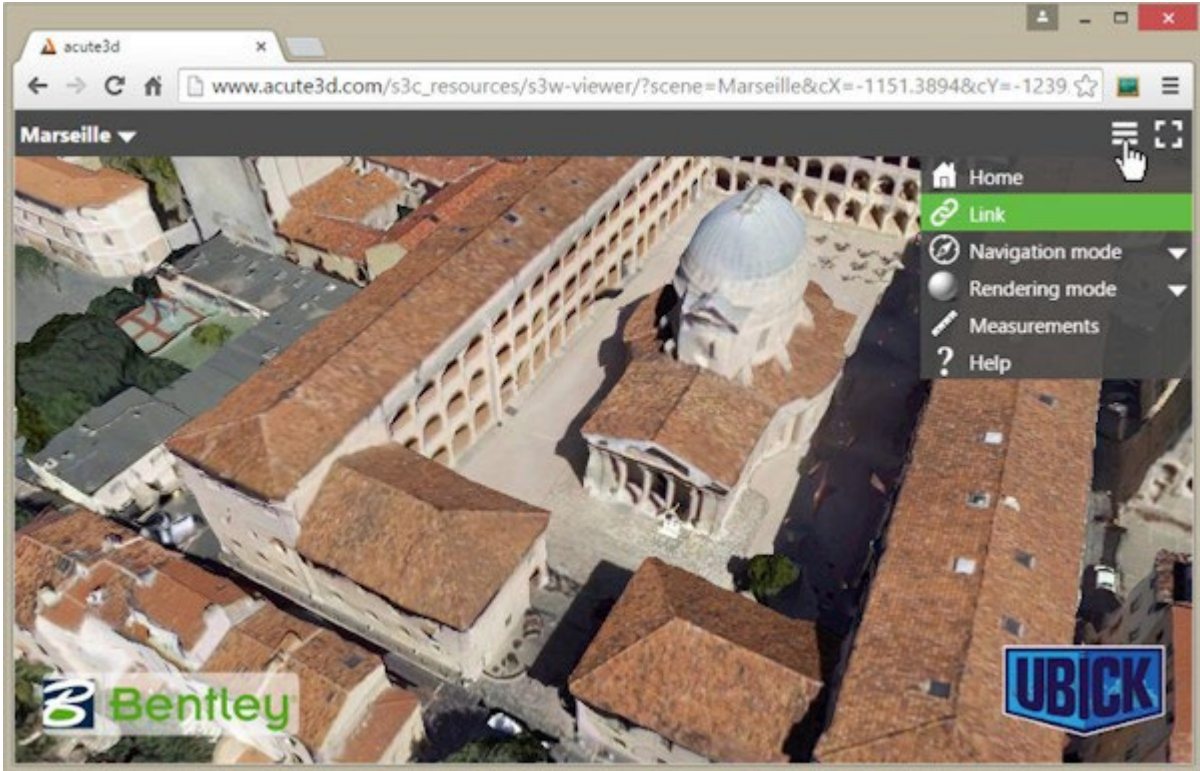 acute3d
www.acute3d.com/s3c_resources/s3w-viewer/?scene=Marseille&cX=-1151.3894&cY=-1239.
Marseille
Home
Link
Navigation mode
Rendering mode
Measurements
? Help
Bentley
UBICK